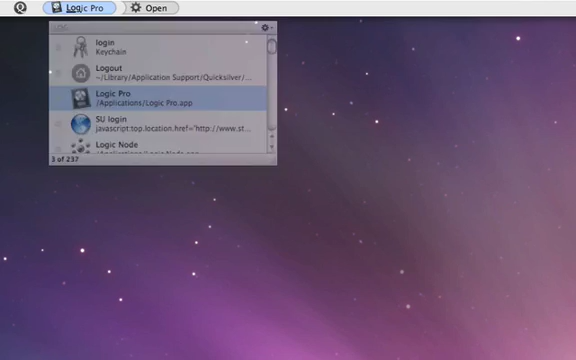 Logic Pro
Open
login
Keychain
Logout
~/Library/Application Support/Quicksilver/...
Logic Pro
/Applications/Logic Pro.app
SU login
javascript:top.location.href="http://www.st...
Logic Node
3 of 237